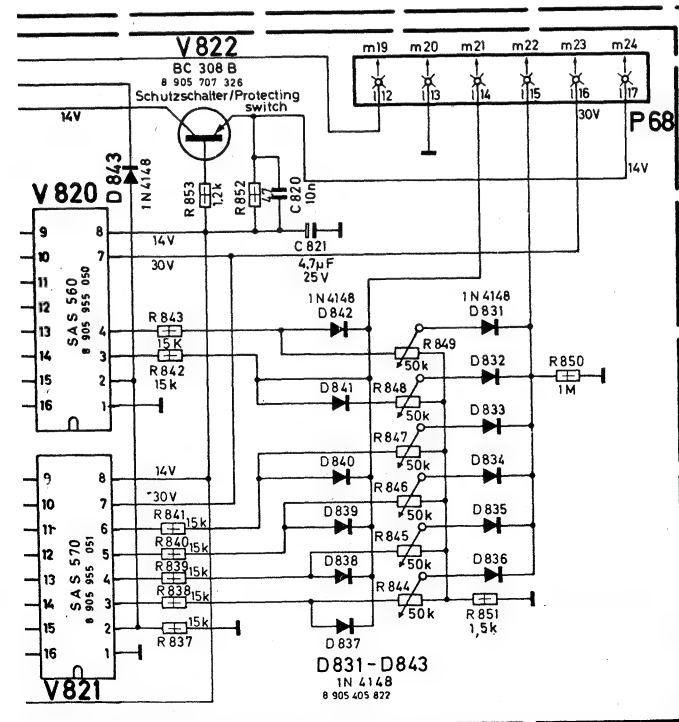 V822
BC 308 B
8 905 707 326
Schutzschalter/Protecting
switch
m19 m20 m21 m22 m23 m24
12 13 14 15 16 17
30V
P68
14V
14V
D843
1N4148
R853
1,2k
R852
47
C820
10n
V820
SAS 560
8 905 955 050
9 8
10 7
11
12
13 4
14 3
15 2
16 1
14V
30V
C821
4,7µF
25V
R843
15K
R842
15k
1N4148
D842
1N4148
D831
R849
50k
D832
R850
1M
D841
R848
50k
D833
R847
50k
D840
D834
R846
50k
D839
D835
R845
50k
D838
D836
R844
50k
R851
1,5k
D837
V821
SAS 570
8 905 955 051
9 8
10 7
11 6
12 5
13 4
14 3
15 2
16 1
14V
30V
R841
15k
R840
15k
R839
15k
R838
15k
R837
D831-D843
1N 4148
8 905 405 822